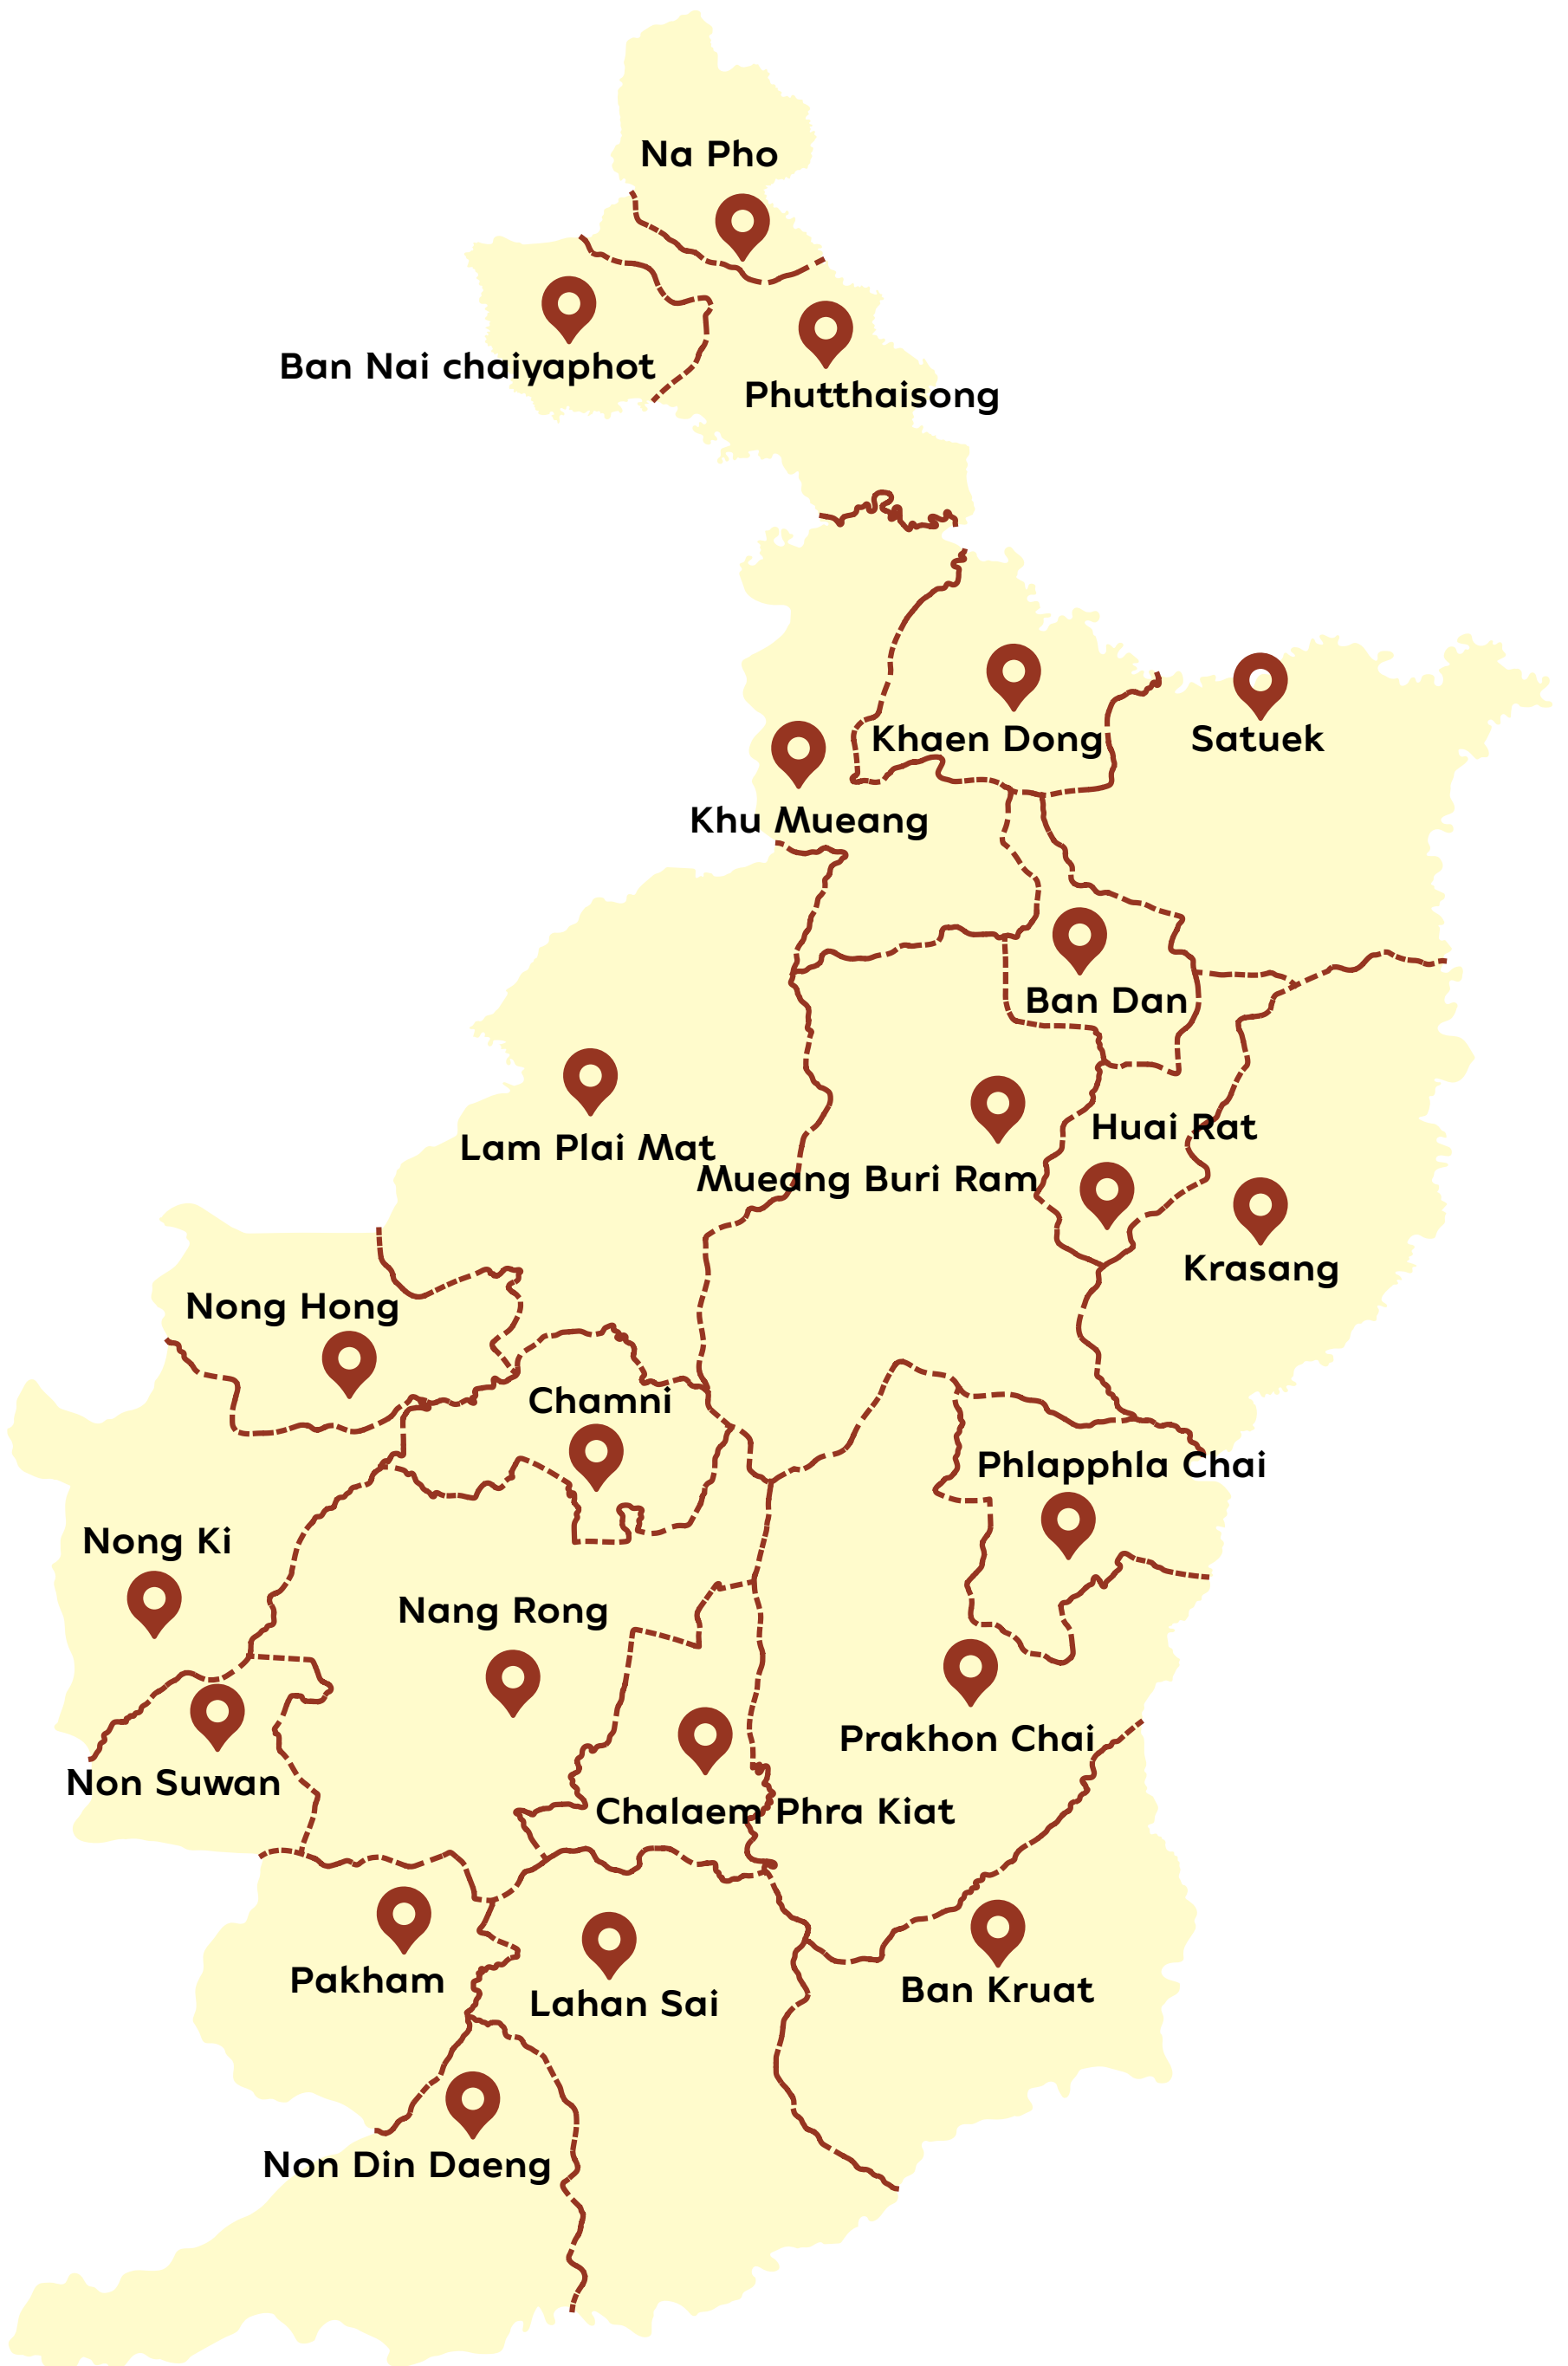 Na Pho
Ban Nai chaiyaphot
Phutthaisong
Khaen Dong
Satuek
Khu Mueang
Ban Dan
Huai Rat
Lam Plai Mat
Mueang Buri Ram
Krasang
Nong Hong
Chamni
Phlapphla Chai
Nong Ki
Nang Rong
Prakhon Chai
Non Suwan
Chalaem Phra Kiat
Pakham
Ban Kruat
Lahan Sai
Non Din Daeng